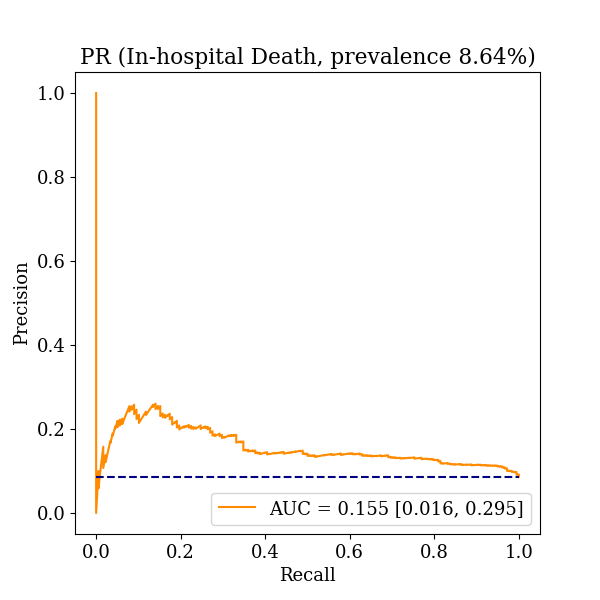 PR (In-hospital Death, prevalence 8.64%)
1.0
0.8
0.6
0.4
0.2
0.0
Precision
AUC = 0.155 [0.016, 0.295]
0.0 0.2 0.4 0.6 0.8 1.0
Recall